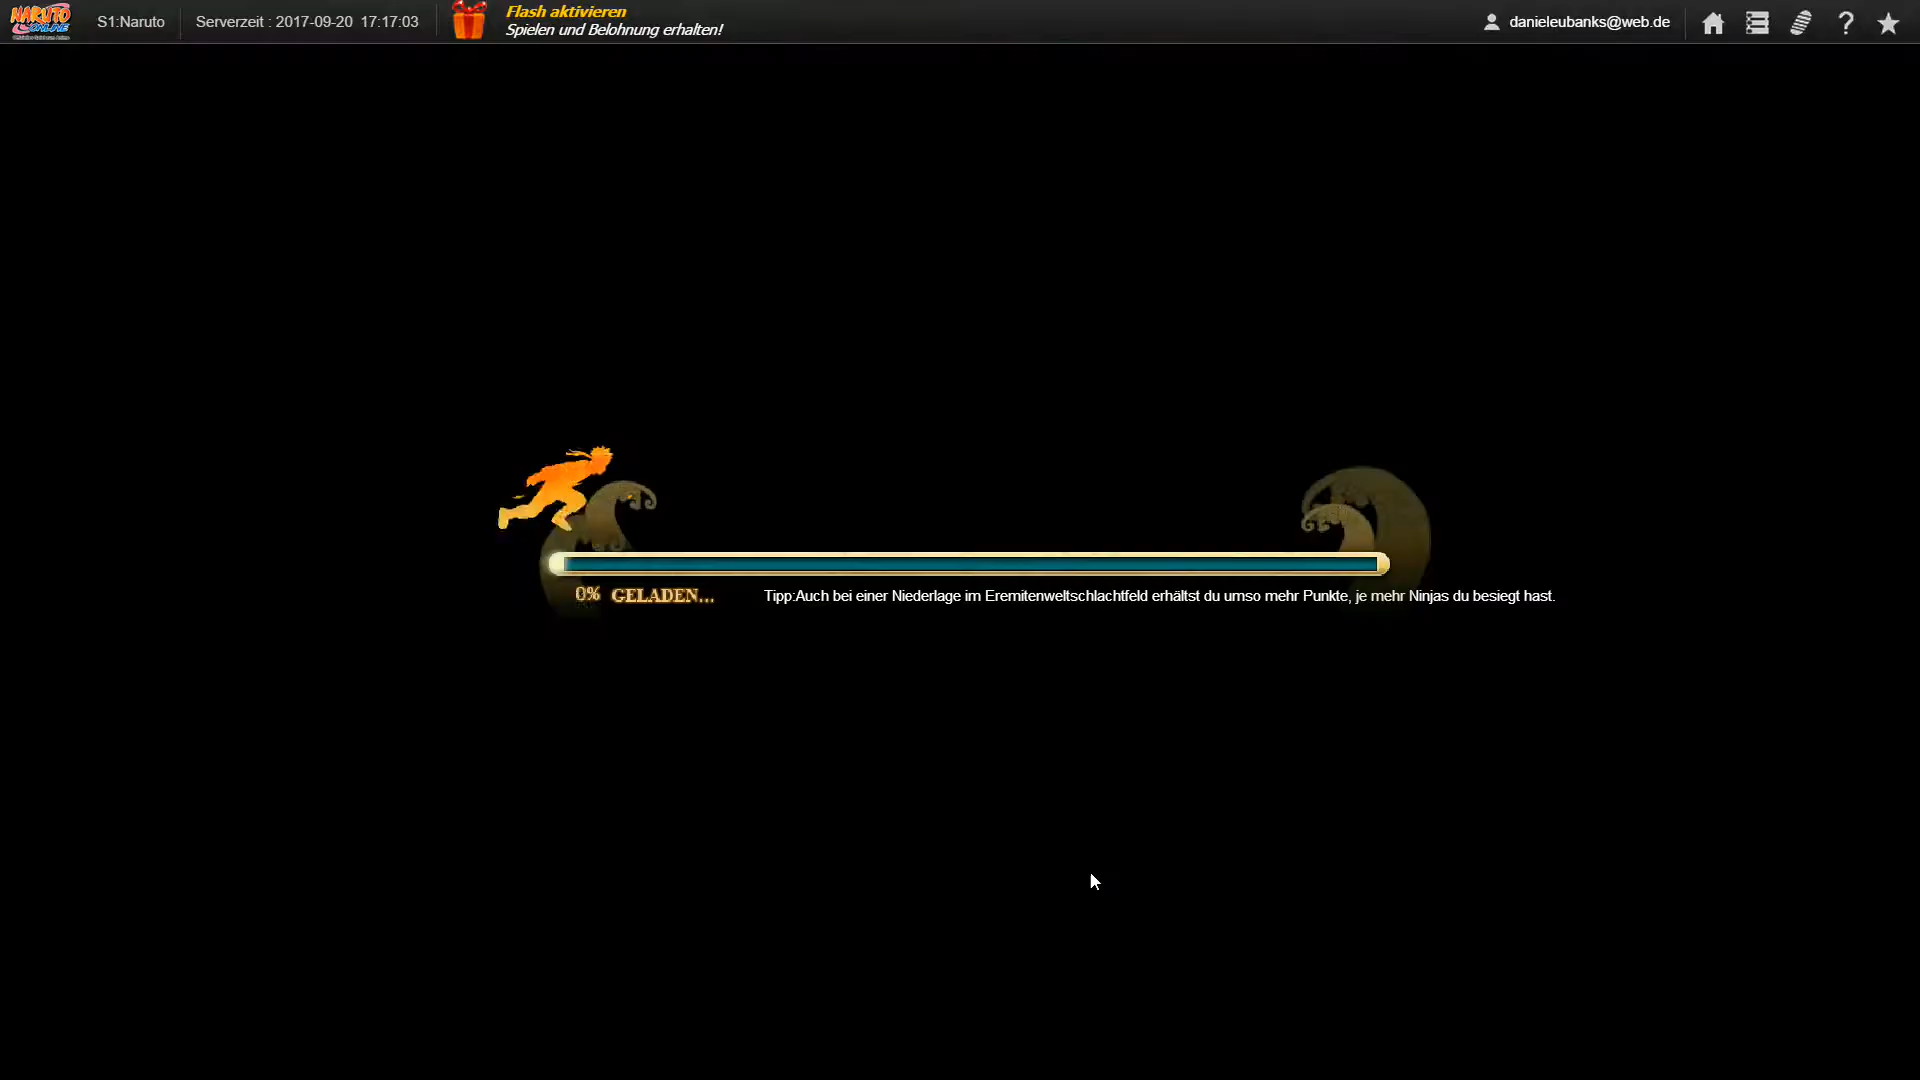 NARUTO
ONLINE
S1:Naruto
Serverzeit : 2017-09-20 17:17:03
Flash aktivieren
Spielen und Belohnung erhalten!
danieleubanks@web.de
?
0% GELADEN...
Tipp:Auch bei einer Niederlage im Eremitenweltschlachtfeld erhältst du umso mehr Punkte, je mehr Ninjas du besiegt hast.